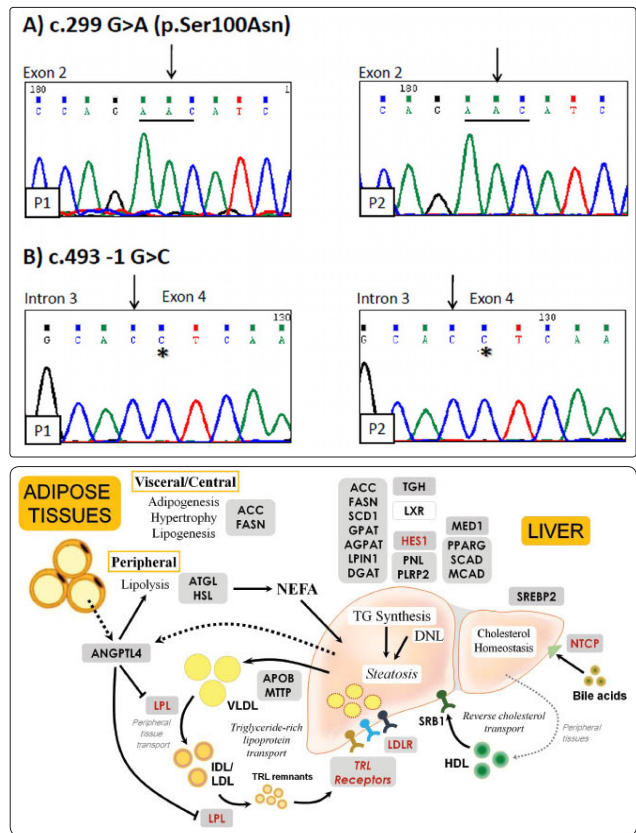 A) c.299 G>A (p.Ser100Asn)
Exon 2
180
1
C C A G A A C A T C
P1
180
C A G A A C A T C
P2
B) c.493 -1 G>C
Intron 3 Exon 4
130
G C A C C T C A A
*
P1
Intron 3 Exon 4
130
G C A C C T C A A
*
P2
ADIPOSE
TISSUES
Visceral/Central
Adipogenesis
Hypertrophy
Lipogenesis
ACC
FASN
Peripheral
Lipolysis
ATGL
HSL
NEFA
ANGPTL4
LPL
Peripheral
tissue
transport
VLDL
APOB
MTTP
Triglyceride-rich
lipoprotein
transport
IDL/
LDL
TRL remnants
LPL
ACC
FASN
SCD1
GPAT
AGPAT
LPIN1
DGAT
TGH
LXR
HES1
PNL
PLRP2
MED1
PPARG
SCAD
MCAD
LIVER
SREBP2
TG Synthesis
DNL
Steatosis
Cholesterol
Homeostasis
NTCP
Bile acids
LDLR
TRL
Receptors
SRB1
Reverse cholesterol
transport
HDL
Peripheral
tissues